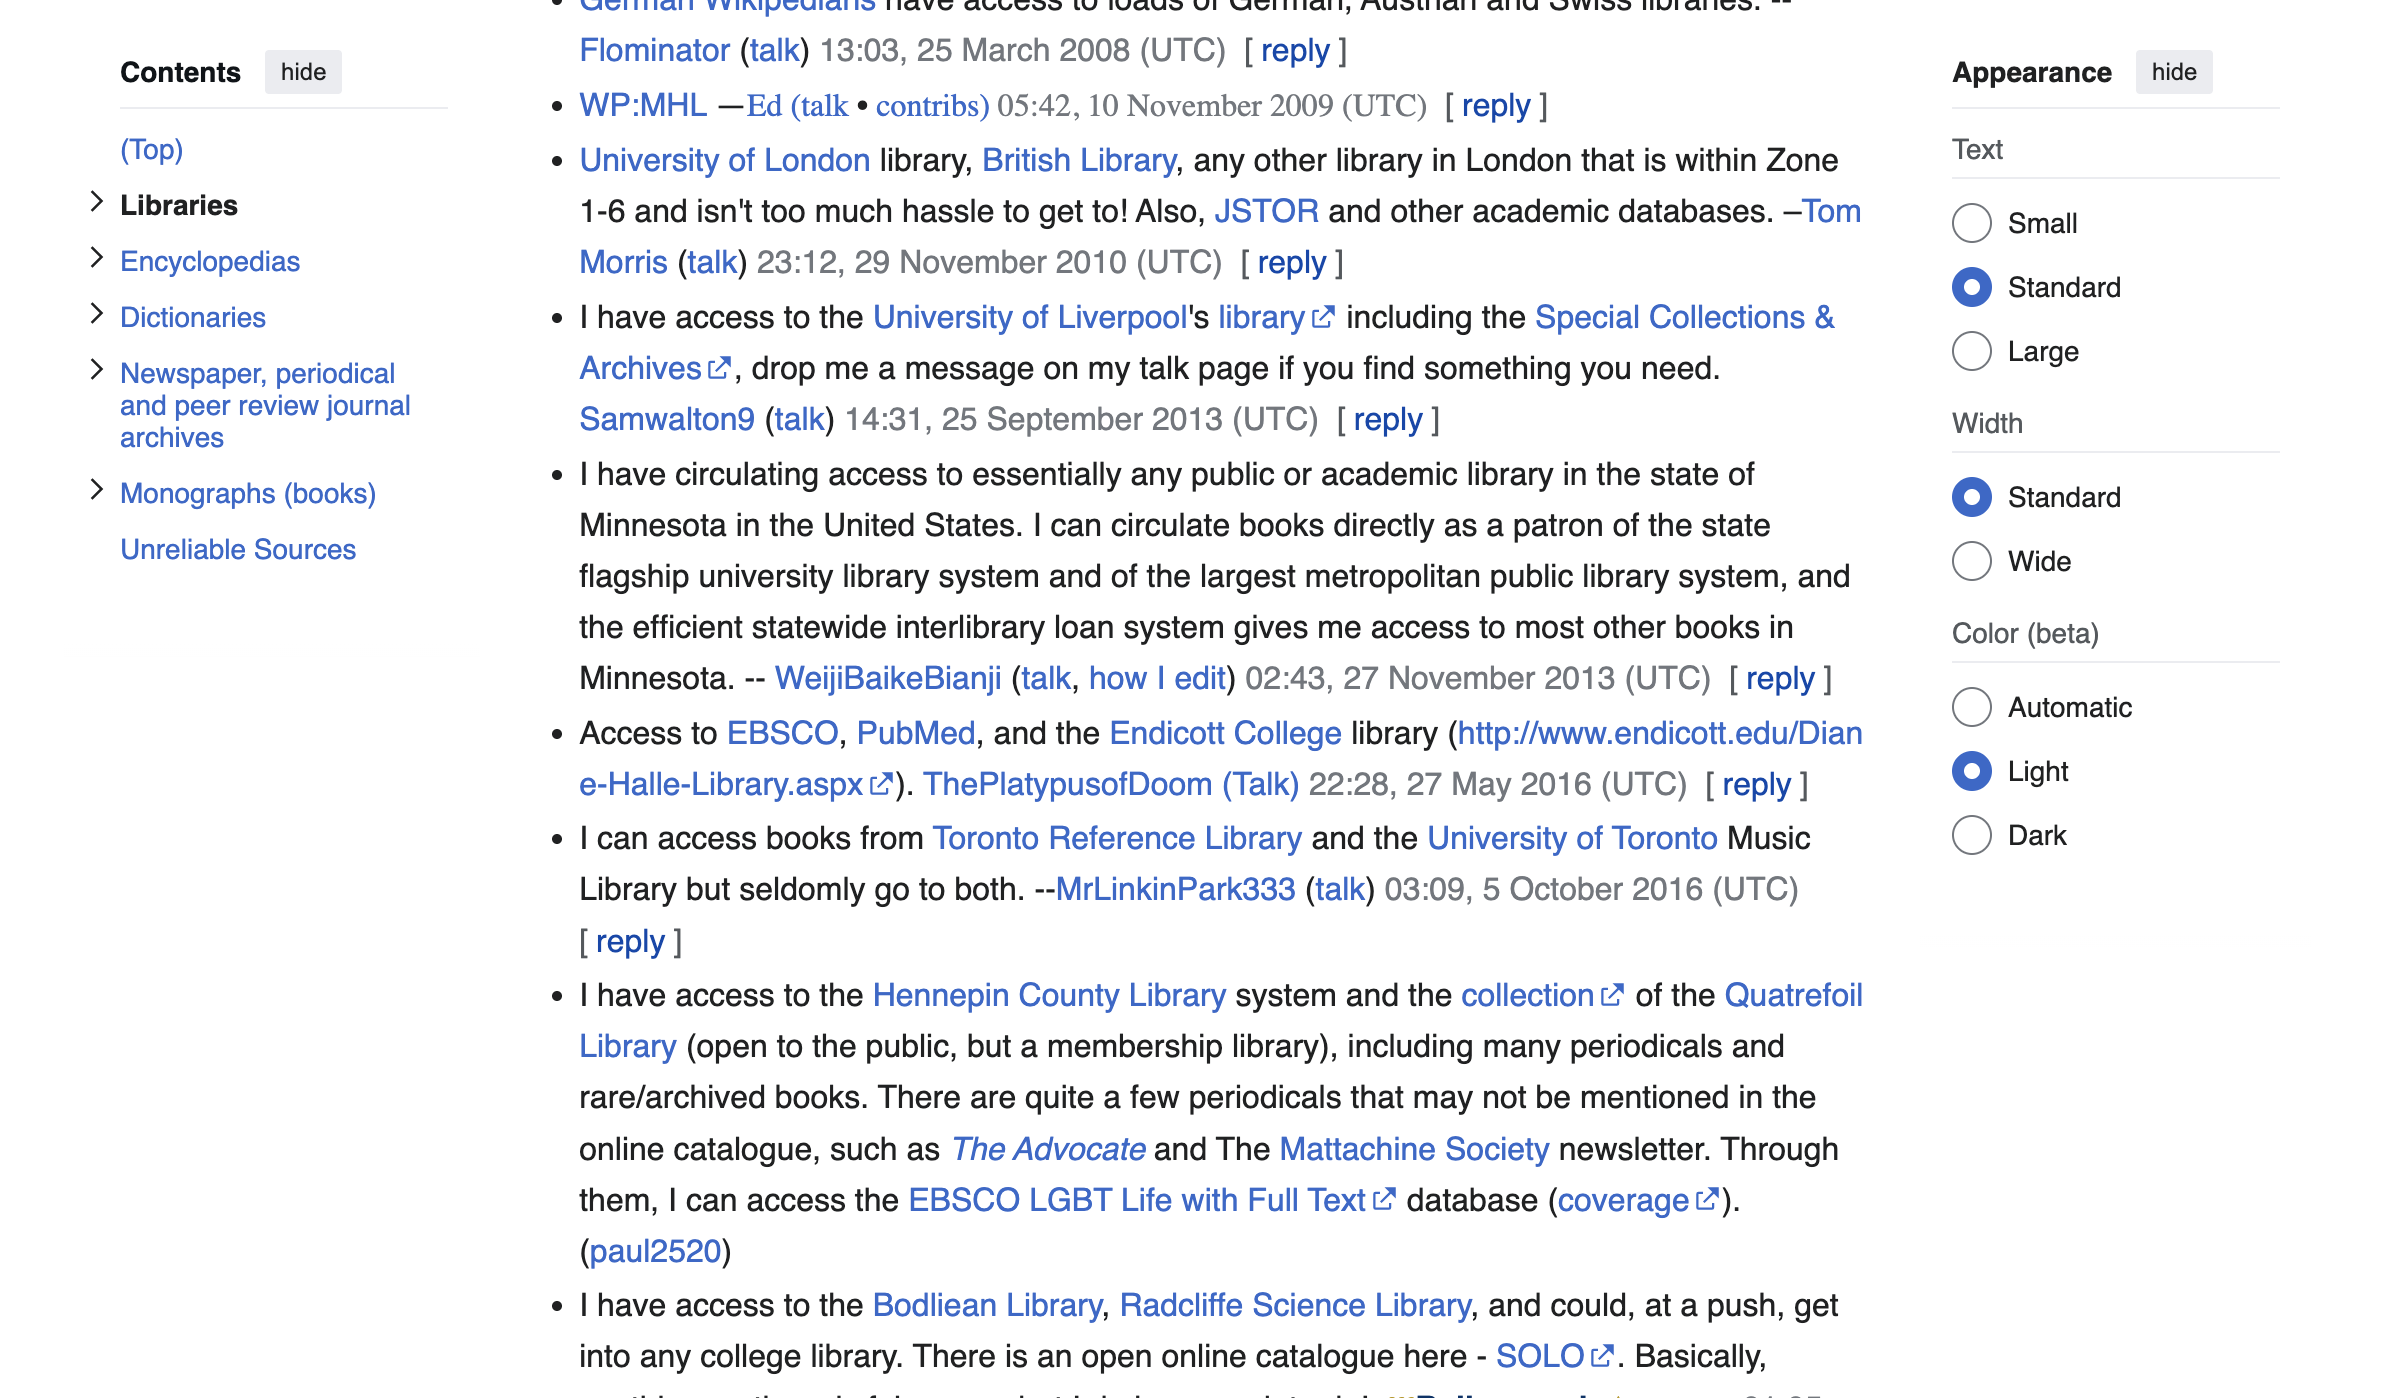 Contents hide
(Top)
Libraries
Encyclopedias
Dictionaries
Newspaper, periodical
and peer review journal
archives
Monographs (books)
Unreliable Sources
German Wikipedians have access to loads of German, Austrian and Swiss libraries. --
Flominator (talk) 13:03, 25 March 2008 (UTC) [ reply ]
• WP:MHL —Ed (talk • contribs) 05:42, 10 November 2009 (UTC) [ reply ]
• University of London library, British Library, any other library in London that is within Zone
1-6 and isn't too much hassle to get to! Also, JSTOR and other academic databases. –Tom
Morris (talk) 23:12, 29 November 2010 (UTC) [ reply ]
• I have access to the University of Liverpool's library including the Special Collections &
Archives, drop me a message on my talk page if you find something you need.
Samwalton9 (talk) 14:31, 25 September 2013 (UTC) [ reply ]
• I have circulating access to essentially any public or academic library in the state of
Minnesota in the United States. I can circulate books directly as a patron of the state
flagship university library system and of the largest metropolitan public library system, and
the efficient statewide interlibrary loan system gives me access to most other books in
Minnesota. -- WeijiBaikeBianji (talk, how I edit) 02:43, 27 November 2013 (UTC) [ reply ]
• Access to EBSCO, PubMed, and the Endicott College library (http://www.endicott.edu/Dian
e-Halle-Library.aspx). ThePlatypusofDoom (Talk) 22:28, 27 May 2016 (UTC) [ reply ]
• I can access books from Toronto Reference Library and the University of Toronto Music
Library but seldomly go to both. --MrLinkinPark333 (talk) 03:09, 5 October 2016 (UTC)
[ reply ]
• I have access to the Hennepin County Library system and the collection of the Quatrefoil
Library (open to the public, but a membership library), including many periodicals and
rare/archived books. There are quite a few periodicals that may not be mentioned in the
online catalogue, such as The Advocate and The Mattachine Society newsletter. Through
them, I can access the EBSCO LGBT Life with Full Text database (coverage).
(paul2520)
• I have access to the Bodliean Library, Radcliffe Science Library, and could, at a push, get
into any college library. There is an open online catalogue here - SOLO. Basically,
Appearance hide
Text
Small
Standard
Large
Width
Standard
Wide
Color (beta)
Automatic
Light
Dark